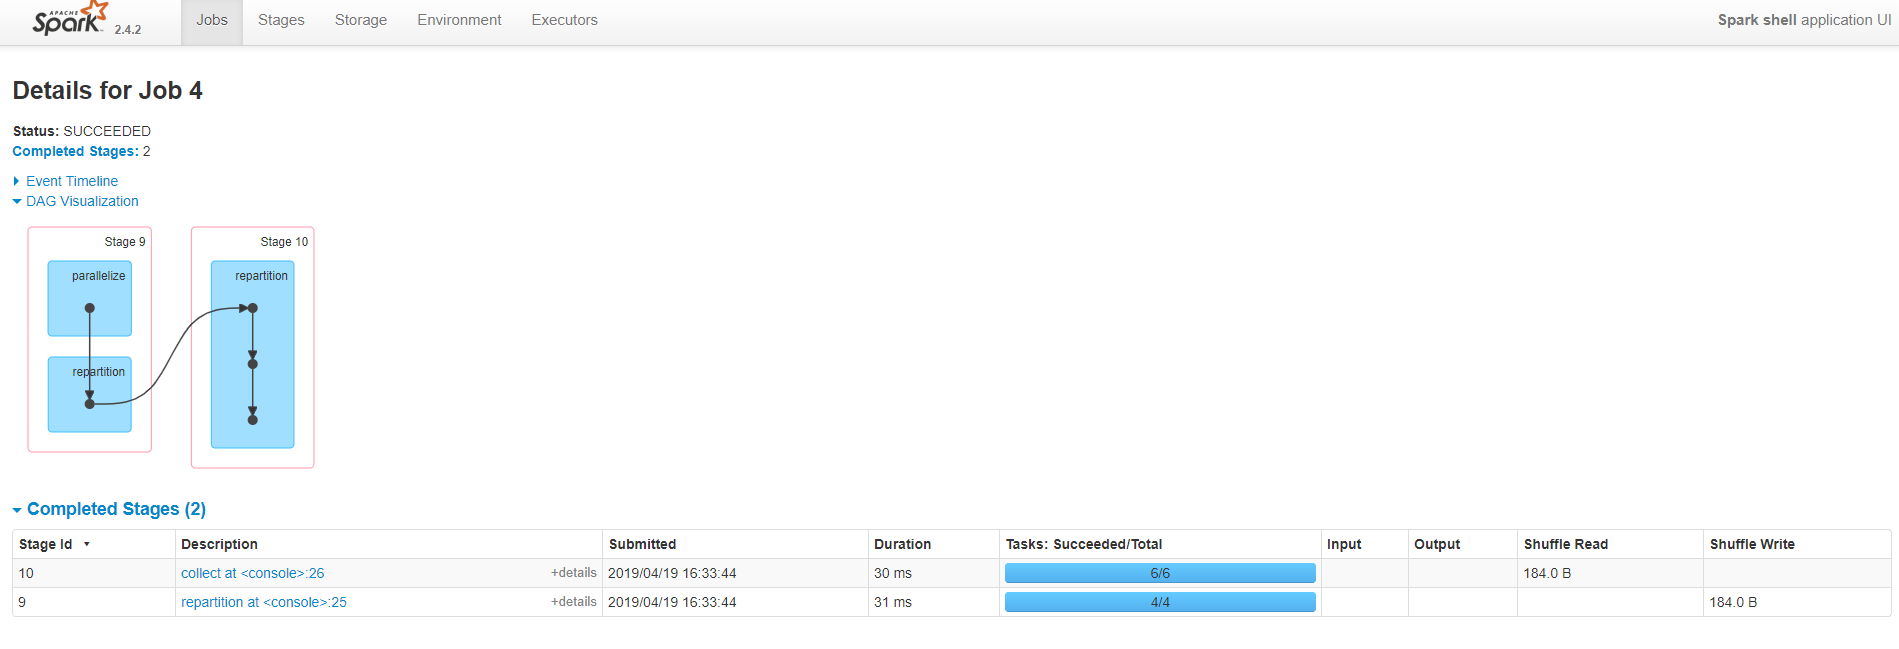 APACHE
Spark 2.4.2 Jobs Stages Storage Environment Executors Spark shell application UI
Details for Job 4
Status: SUCCEEDED
Completed Stages: 2
Event Timeline
DAG Visualization
Stage 9 Stage 10
parallelize repartition
repartition
Completed Stages (2)
Stage Id Description Submitted Duration Tasks: Succeeded/Total Input Output Shuffle Read Shuffle Write
10 collect at <console>:26 +details 2019/04/19 16:33:44 30 ms 6/6 184.0 B
9 repartition at <console>:25 +details 2019/04/19 16:33:44 31 ms 4/4 184.0 B